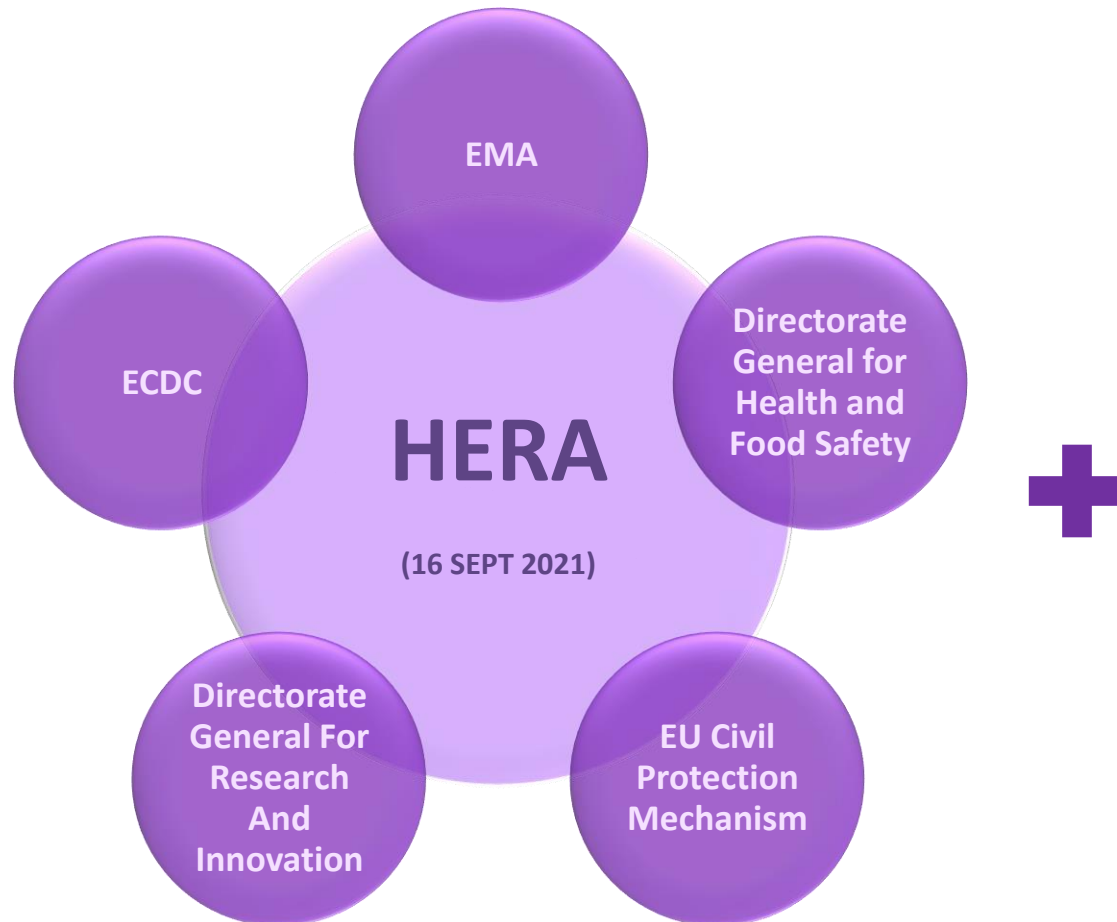 EMA
Directorate
General for
Health and
Food Safety
ECDC
HERA
(16 SEPT 2021)
Directorate
General For
Research
And
Innovation
EU Civil
Protection
Mechanism